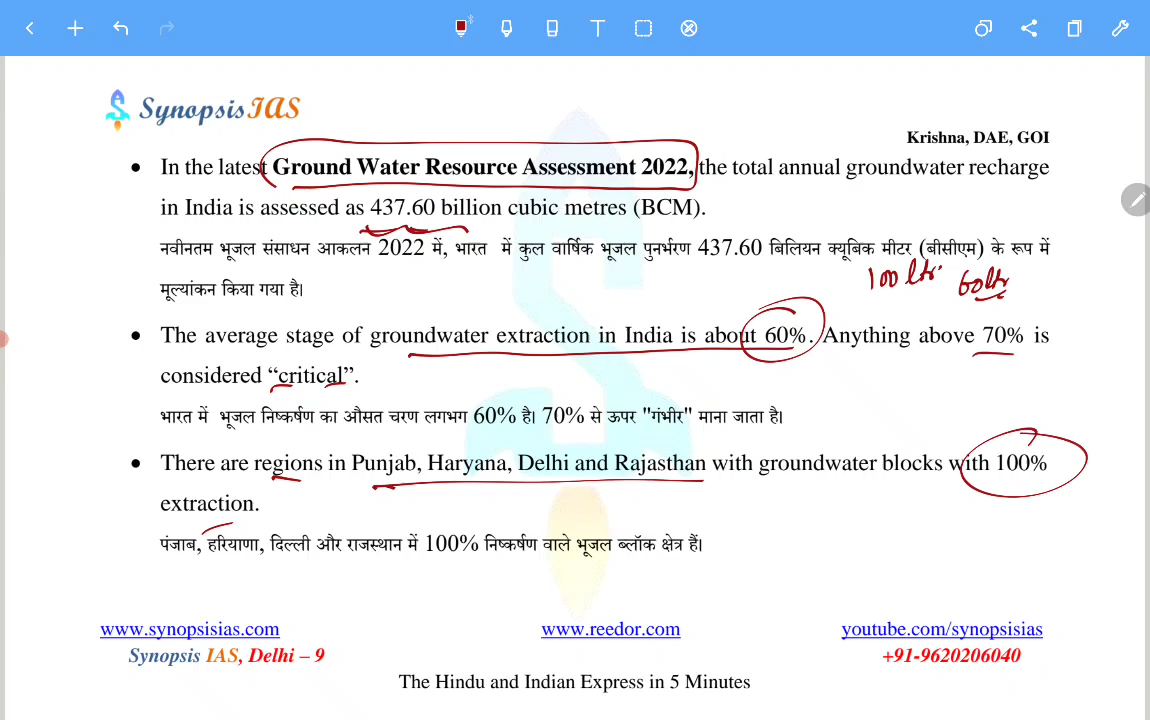 Synopsis IAS
Krishna, DAE, GOI
• In the latest Ground Water Resource Assessment 2022, the total annual groundwater recharge
in India is assessed as 437.60 billion cubic metres (BCM).
नवीनतम भूजल संसाधन आकलन 2022 में, भारत में कुल वार्षिक भूजल पुनर्भरण 437.60 बिलियन क्यूबिक मीटर (बीसीएम) के रूप में
मूल्यांकन किया गया है।
100 ltr. 60ltr
• The average stage of groundwater extraction in India is about 60%. Anything above 70% is
considered “critical”.
भारत में भूजल निष्कर्षण का औसत चरण लगभग 60% है। 70% से ऊपर "गंभीर" माना जाता है।
• There are regions in Punjab, Haryana, Delhi and Rajasthan with groundwater blocks with 100%
extraction.
पंजाब, हरियाणा, दिल्ली और राजस्थान में 100% निष्कर्षण वाले भूजल ब्लॉक क्षेत्र हैं।
www.synopsisias.com www.reedor.com youtube.com/synopsisias
Synopsis IAS, Delhi – 9 +91-9620206040
The Hindu and Indian Express in 5 Minutes